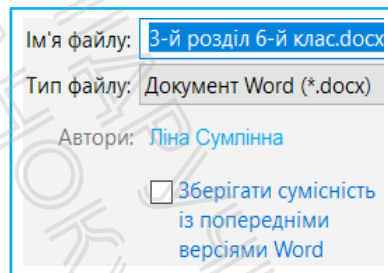 Ім'я файлу: 3-й розділ 6-й клас.docx
Тип файлу: Документ Word (*.docx)
Автори: Ліна Сумлінна
Зберігати сумісність
із попередніми
версіями Word